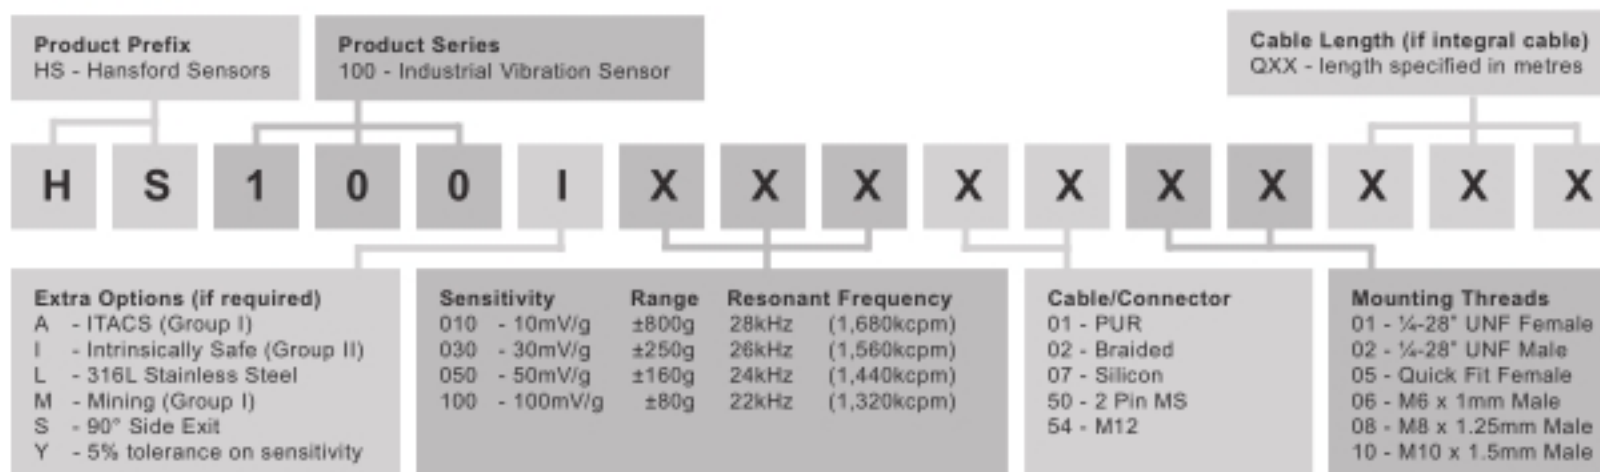 Product Prefix
HS - Hansford Sensors
Product Series
100 - Industrial Vibration Sensor
Cable Length (if integral cable)
QXX - length specified in metres
H S 1 0 0 I X X X X X X X X X X
Extra Options (if required)
A - ITACS (Group I)
I - Intrinsically Safe (Group II)
L - 316L Stainless Steel
M - Mining (Group I)
S - 90° Side Exit
Y - 5% tolerance on sensitivity
Sensitivity Range Resonant Frequency
010 - 10mV/g ±800g 28kHz (1,680kcpm)
030 - 30mV/g ±250g 26kHz (1,560kcpm)
050 - 50mV/g ±160g 24kHz (1,440kcpm)
100 - 100mV/g ±80g 22kHz (1,320kcpm)
Cable/Connector
01 - PUR
02 - Braided
07 - Silicon
50 - 2 Pin MS
54 - M12
Mounting Threads
01 - ¼-28" UNF Female
02 - ¼-28" UNF Male
05 - Quick Fit Female
06 - M6 x 1mm Male
08 - M8 x 1.25mm Male
10 - M10 x 1.5mm Male